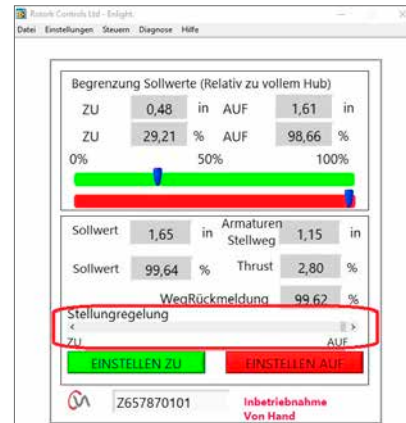 Rotork Controls Ltd - Enlight.
Datei Einstellungen Steuern Diagnose Hilfe
Begrenzung Sollwerte (Relativ zu vollem Hub)
ZU 0,48 in AUF 1,61 in
ZU 29,21 % AUF 98,66 %
0% 50% 100%
Sollwert 1,65 in Armaturen Stellweg 1,15 in
Sollwert 99,64 % Thrust 2,80 %
WegRückmeldung 99,62 %
Stellungregelung
ZU AUF
EINSTELLEN ZU EINSTELLEN AUF
Z657870101 Inbetriebnahme
Von Hand